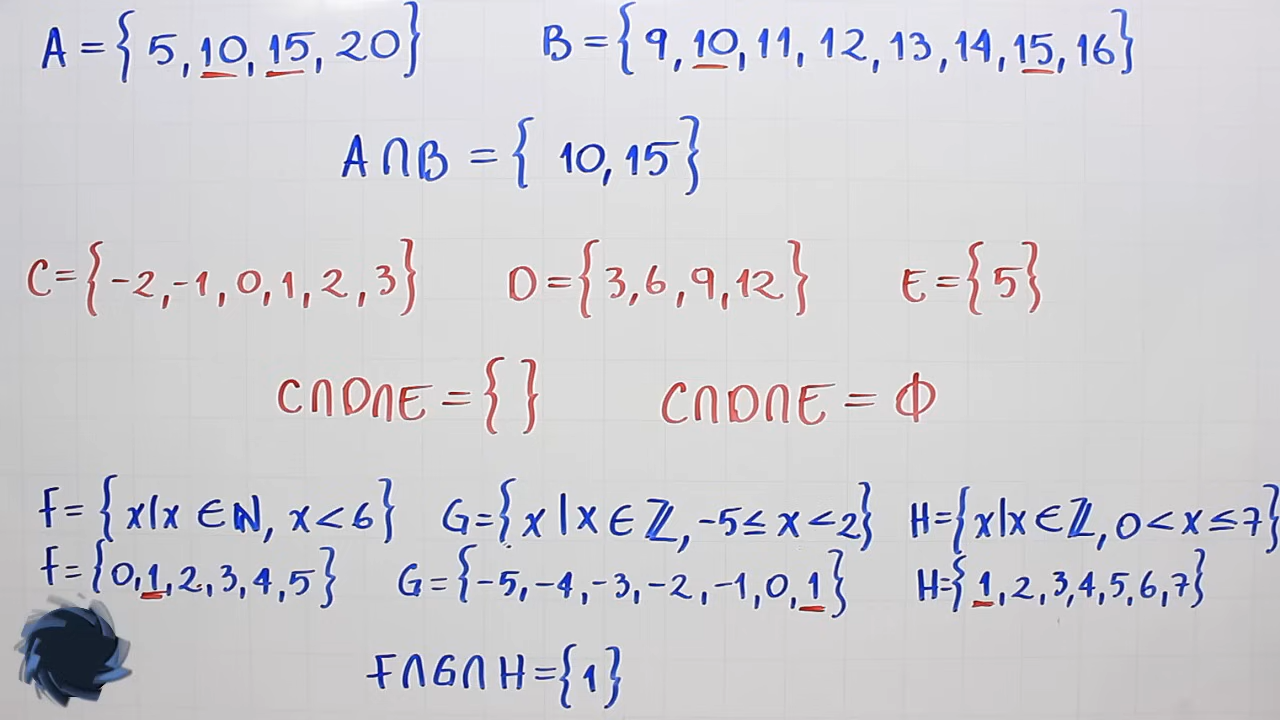 A = {5, 10, 15, 20} B = {9, 10, 11, 12, 13, 14, 15, 16}
A∩B = {10, 15}
C = {-2, -1, 0, 1, 2, 3} D = {3, 6, 9, 12} E = {5}
C∩D∩E = { } C∩D∩E = Φ
F = {x|x ∈ ℕ, x < 6} G = {x|x ∈ ℤ, -5 ≤ x < 2} H = {x|x ∈ ℤ, 0 < x ≤ 7}
F = {0, 1, 2, 3, 4, 5} G = {-5, -4, -3, -2, -1, 0, 1} H = {1, 2, 3, 4, 5, 6, 7}
F∩G∩H = {1}